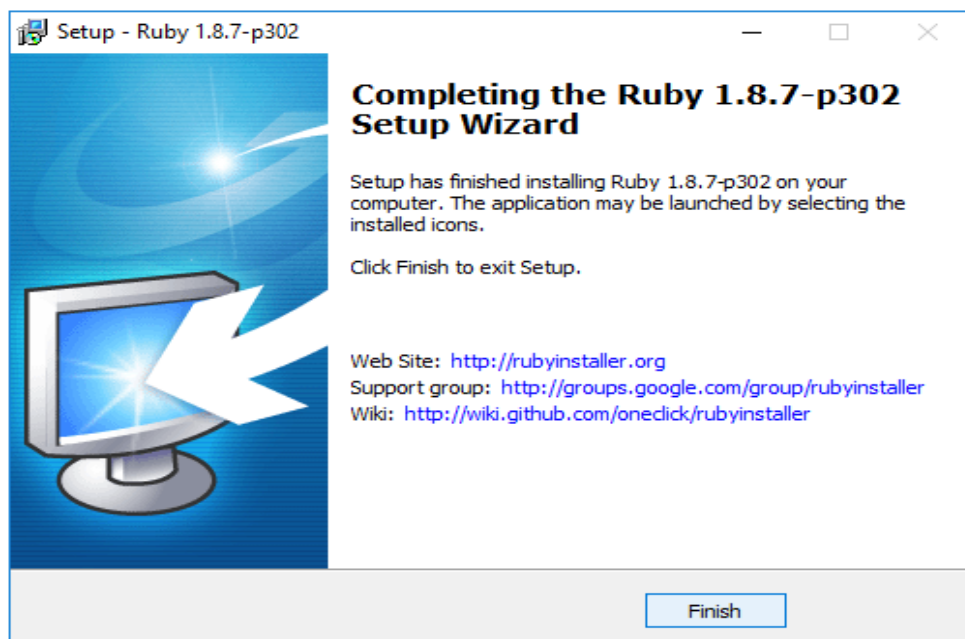 Setup - Ruby 1.8.7-p302
Completing the Ruby 1.8.7-p302
Setup Wizard
Setup has finished installing Ruby 1.8.7-p302 on your
computer. The application may be launched by selecting the
installed icons.
Click Finish to exit Setup.
Web Site: http://rubyinstaller.org
Support group: http://groups.google.com/group/rubyinstaller
Wiki: http://wiki.github.com/oneclick/rubyinstaller
Finish